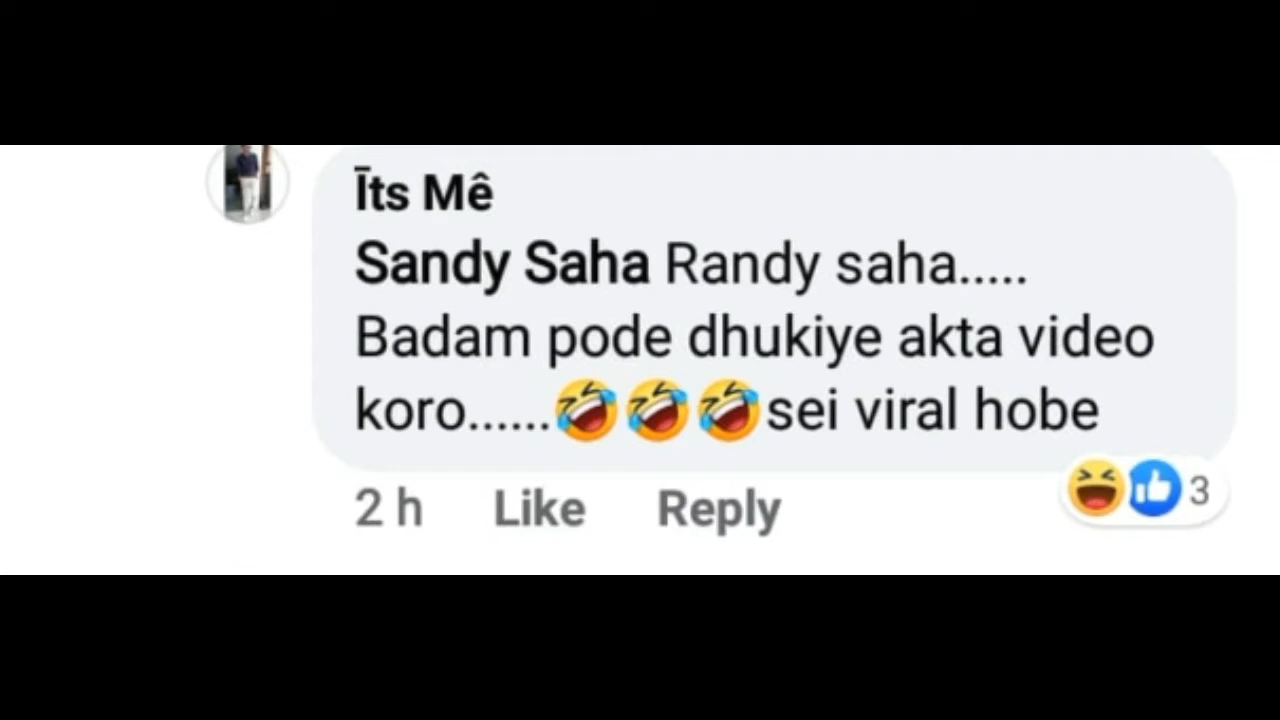 Īts Mê
Sandy Saha Randy saha.....
Badam pode dhukiye akta video
koro......🤣🤣🤣sei viral hobe
2 h Like Reply 3